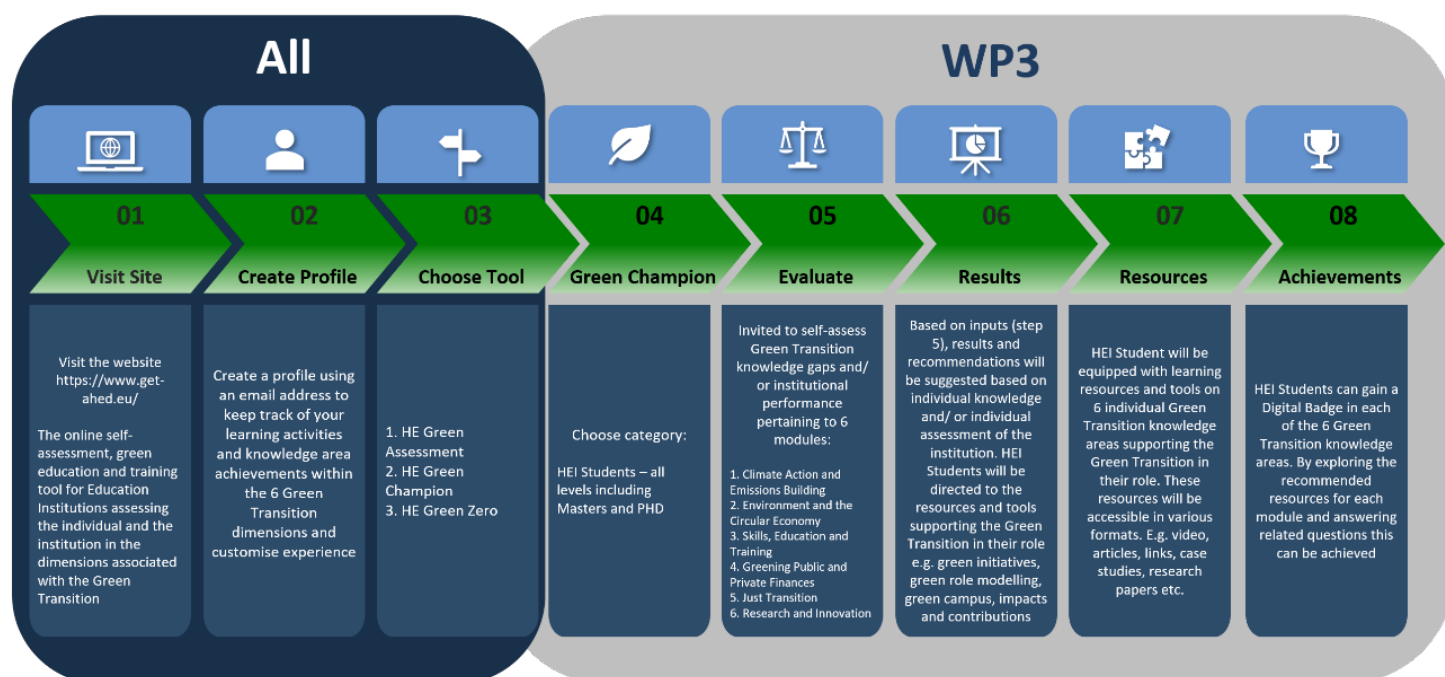 All
WP3
01
Visit Site
Visit the website
https://www.get-
ahed.eu/
The online self-
assessment, green
education and training
tool for Education
Institutions assessing
the individual and the
institution in the
dimensions associated
with the Green
Transition
02
Create Profile
Create a profile using
an email address to
keep track of your
learning activities
and knowledge area
achievements within
the 6 Green
Transition
dimensions and
customise experience
03
Choose Tool
1. HE Green
Assessment
2. HE Green
Champion
3. HE Green Zero
04
Green Champion
Choose category:
HEI Students – all
levels including
Masters and PHD
05
Evaluate
Invited to self-assess
Green Transition
knowledge gaps and/
or institutional
performance
pertaining to 6
modules:
1. Climate Action and
Emissions Building
2. Environment and the
Circular Economy
3. Skills, Education and
Training
4. Greening Public and
Private Finances
5. Just Transition
6. Research and Innovation
06
Results
Based on inputs (step
5), results and
recommendations will
be suggested based on
individual knowledge
and/ or individual
assessment of the
institution. HEI
Students will be
directed to the
resources and tools
supporting the Green
Transition in their role
e.g. green initiatives,
green role modelling,
green campus, impacts
and contributions
07
Resources
HEI Student will be
equipped with learning
resources and tools on
6 individual Green
Transition knowledge
areas supporting the
Green Transition in
their role. These
resources will be
accessible in various
formats. E.g. video,
articles, links, case
studies, research
papers etc.
08
Achievements
HEI Students can gain a
Digital Badge in each
of the 6 Green
Transition knowledge
areas. By exploring the
recommended
resources for each
module and answering
related questions this
can be achieved